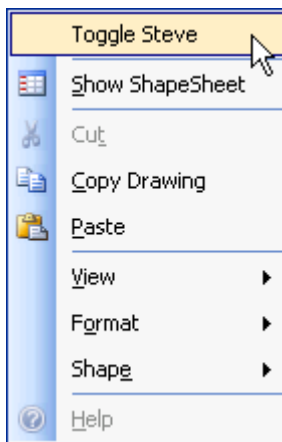 Toggle Steve
Show ShapeSheet
Cut
Copy Drawing
Paste
View
Format
Shape
Help